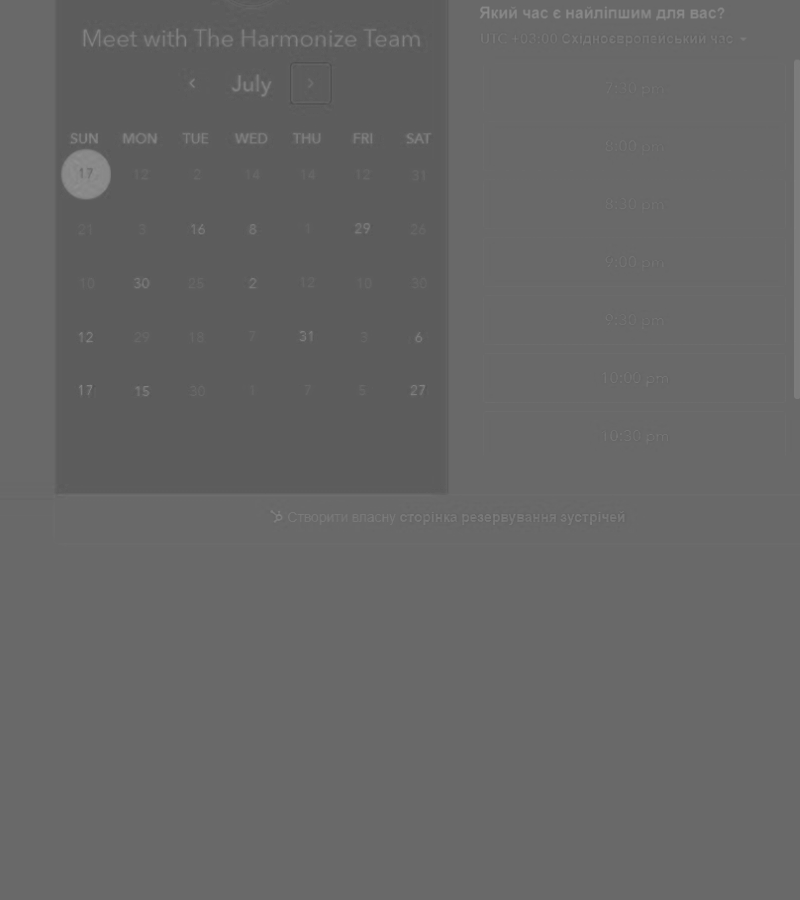 Meet with The Harmonize Team
July
SUN MON TUE WED THU FRI SAT
17 12 2 14 14 12 31
21 3 16 8 1 29 26
10 30 25 2 12 10 30
12 29 18 7 31 3 6
17 15 30 1 7 5 27
Який час є найліпшим для вас?
UTC +03:00 Східноєвропейський час
7:30 pm
8:00 pm
8:30 pm
9:00 pm
9:30 pm
10:00 pm
10:30 pm
Створити власну сторінка резервування зустрічей